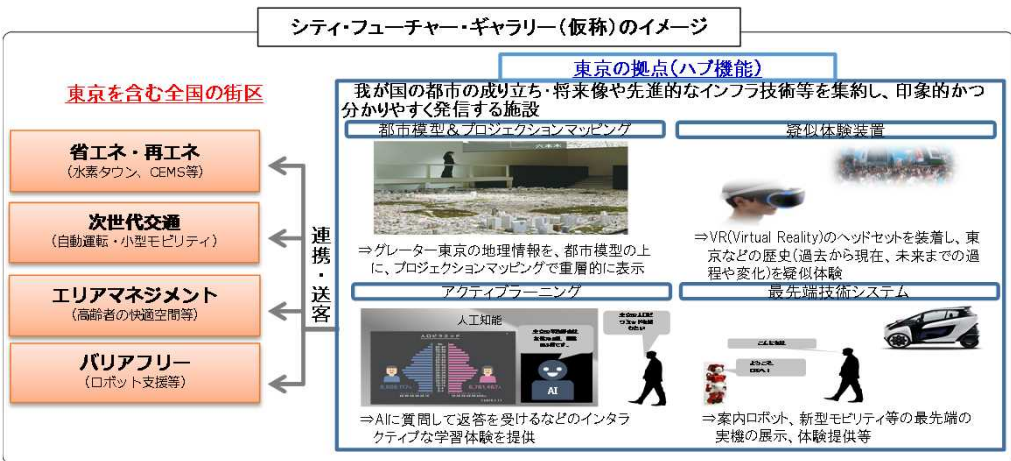 シティ・フューチャー・ギャラリー(仮称)のイメージ
東京を含む全国の街区
省エネ・再エネ
(水素タウン、CEMS等)
次世代交通
(自動運転・小型モビリティ)
エリアマネジメント
(高齢者の快適空間等)
バリアフリー
(ロボット支援等)
連携・送客
東京の拠点(ハブ機能)
我が国の都市の成り立ち・将来像や先進的なインフラ技術等を集約し、印象的かつ
分かりやすく発信する施設
都市模型&プロジェクションマッピング
⇒グレーター東京の地理情報を、都市模型の上
に、プロジェクションマッピングで重層的に表示
疑似体験装置
⇒VR(Virtual Reality)のヘッドセットを装着し、東
京などの歴史(過去から現在、未来までの過
程や変化)を疑似体験
アクティブラーニング
人工知能
AI
⇒AIに質問して返答を受けるなどのインタラ
クティブな学習体験を提供
最先端技術システム
⇒案内ロボット、新型モビリティ等の最先端の
実機の展示、体験提供等